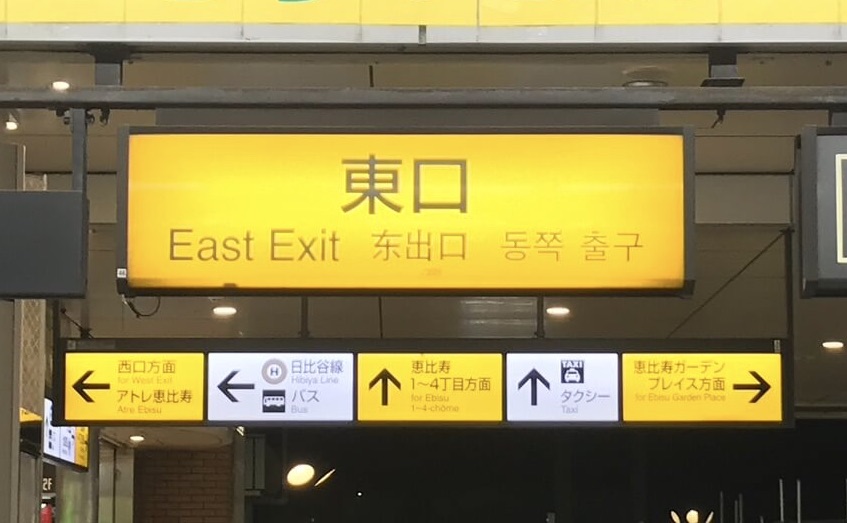 東口
East Exit 东出口 동쪽 출구
西口方面
for West Exit
アトレ恵比寿
Atre Ebisu
H 日比谷線
Hibiya Line
バス
Bus
恵比寿
1〜4丁目方面
for Ebisu
1~4-chōme
TAXI
タクシー
Taxi
恵比寿ガーデン
プレイス方面
for Ebisu Garden Place
2F